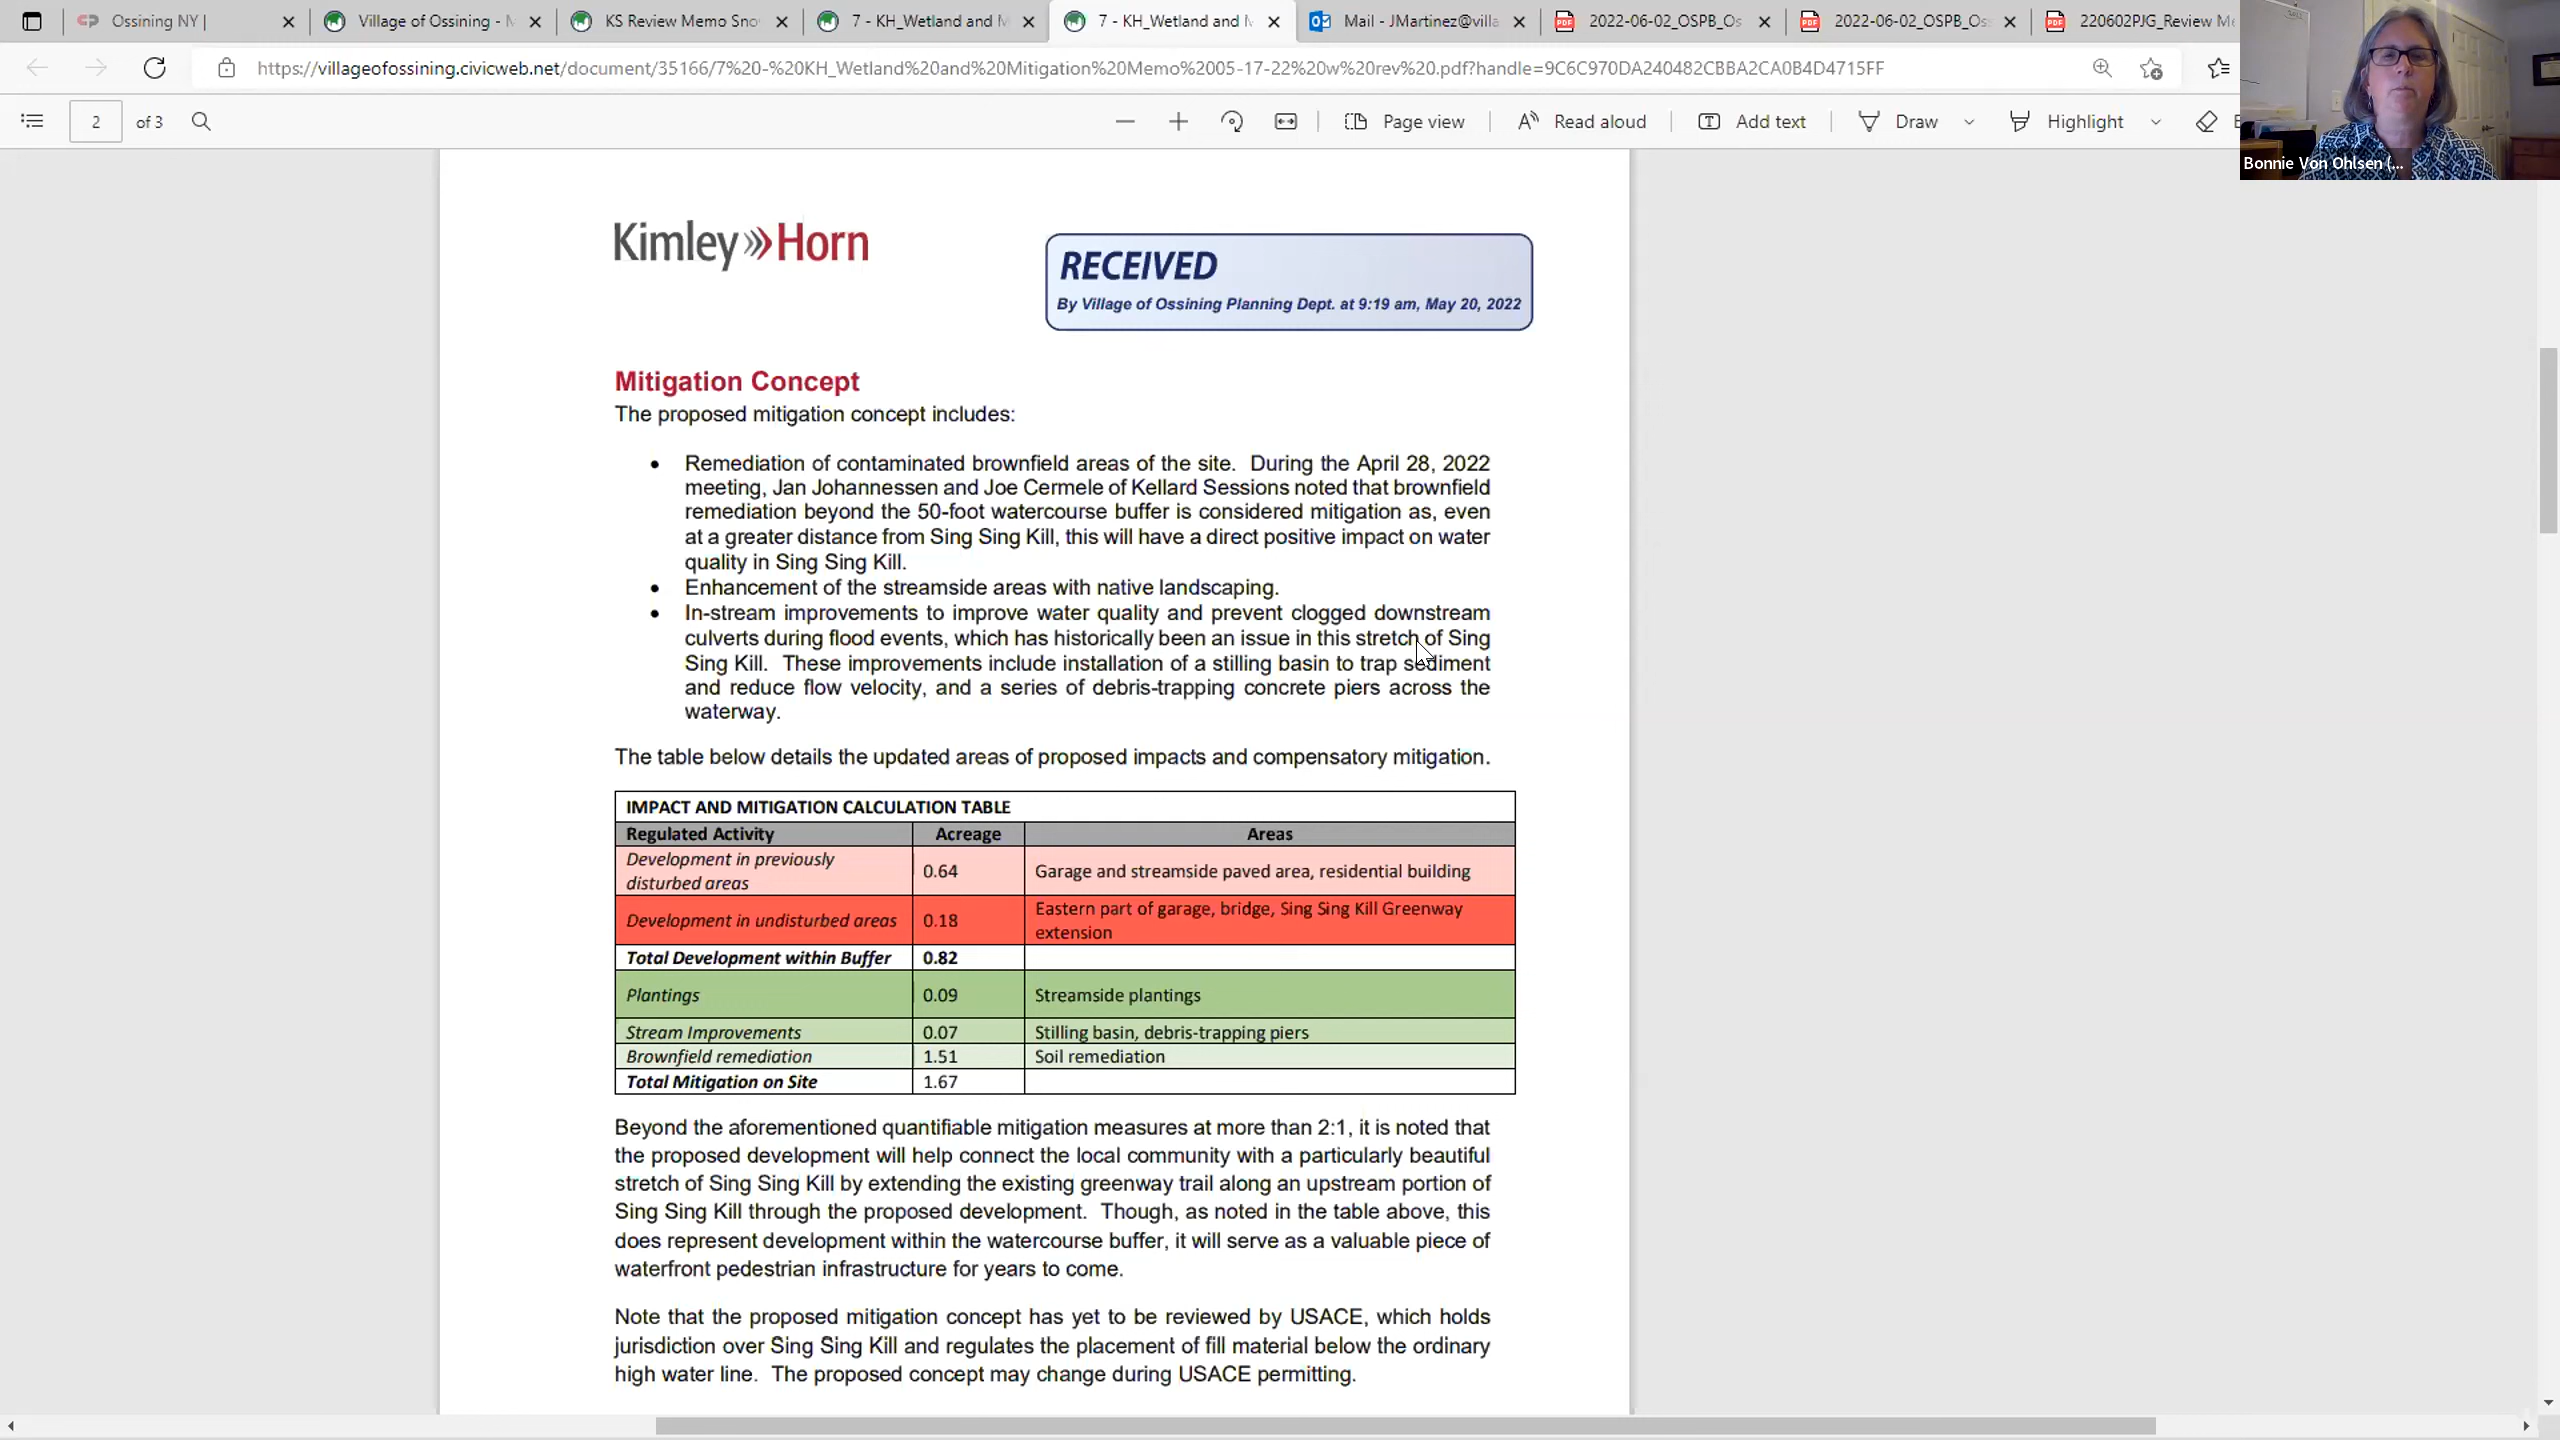 Ossining NY |
Village of Ossining -
KS Review Memo Sno
7 - KH_Wetland and M
7 - KH_Wetland and M
Mail - JMartinez@villa
2022-06-02_OSPB_Os
2022-06-02_OSPB_Os
220602PJG_Review Me
https://villageofossining.civicweb.net/document/35166/7%20-%20KH_Wetland%20and%20Mitigation%20Memo%2005-17-22%20w%20rev%20.pdf?handle=9C6C970DA240482CBBA2CA0B4D4715FF
2 of 3
Page view
Read aloud
Add text
Draw
Highlight
Bonnie Von Ohlsen (...
Kimley»Horn
RECEIVED
By Village of Ossining Planning Dept. at 9:19 am, May 20, 2022
Mitigation Concept
The proposed mitigation concept includes:
• Remediation of contaminated brownfield areas of the site. During the April 28, 2022
meeting, Jan Johannessen and Joe Cermele of Kellard Sessions noted that brownfield
remediation beyond the 50-foot watercourse buffer is considered mitigation as, even
at a greater distance from Sing Sing Kill, this will have a direct positive impact on water
quality in Sing Sing Kill.
• Enhancement of the streamside areas with native landscaping.
• In-stream improvements to improve water quality and prevent clogged downstream
culverts during flood events, which has historically been an issue in this stretch of Sing
Sing Kill. These improvements include installation of a stilling basin to trap sediment
and reduce flow velocity, and a series of debris-trapping concrete piers across the
waterway.
The table below details the updated areas of proposed impacts and compensatory mitigation.
IMPACT AND MITIGATION CALCULATION TABLE
Regulated Activity Acreage Areas
Development in previously
disturbed areas 0.64 Garage and streamside paved area, residential building
Development in undisturbed areas 0.18 Eastern part of garage, bridge, Sing Sing Kill Greenway
extension
Total Development within Buffer 0.82
Plantings 0.09 Streamside plantings
Stream Improvements 0.07 Stilling basin, debris-trapping piers
Brownfield remediation 1.51 Soil remediation
Total Mitigation on Site 1.67
Beyond the aforementioned quantifiable mitigation measures at more than 2:1, it is noted that
the proposed development will help connect the local community with a particularly beautiful
stretch of Sing Sing Kill by extending the existing greenway trail along an upstream portion of
Sing Sing Kill through the proposed development. Though, as noted in the table above, this
does represent development within the watercourse buffer, it will serve as a valuable piece of
waterfront pedestrian infrastructure for years to come.
Note that the proposed mitigation concept has yet to be reviewed by USACE, which holds
jurisdiction over Sing Sing Kill and regulates the placement of fill material below the ordinary
high water line. The proposed concept may change during USACE permitting.